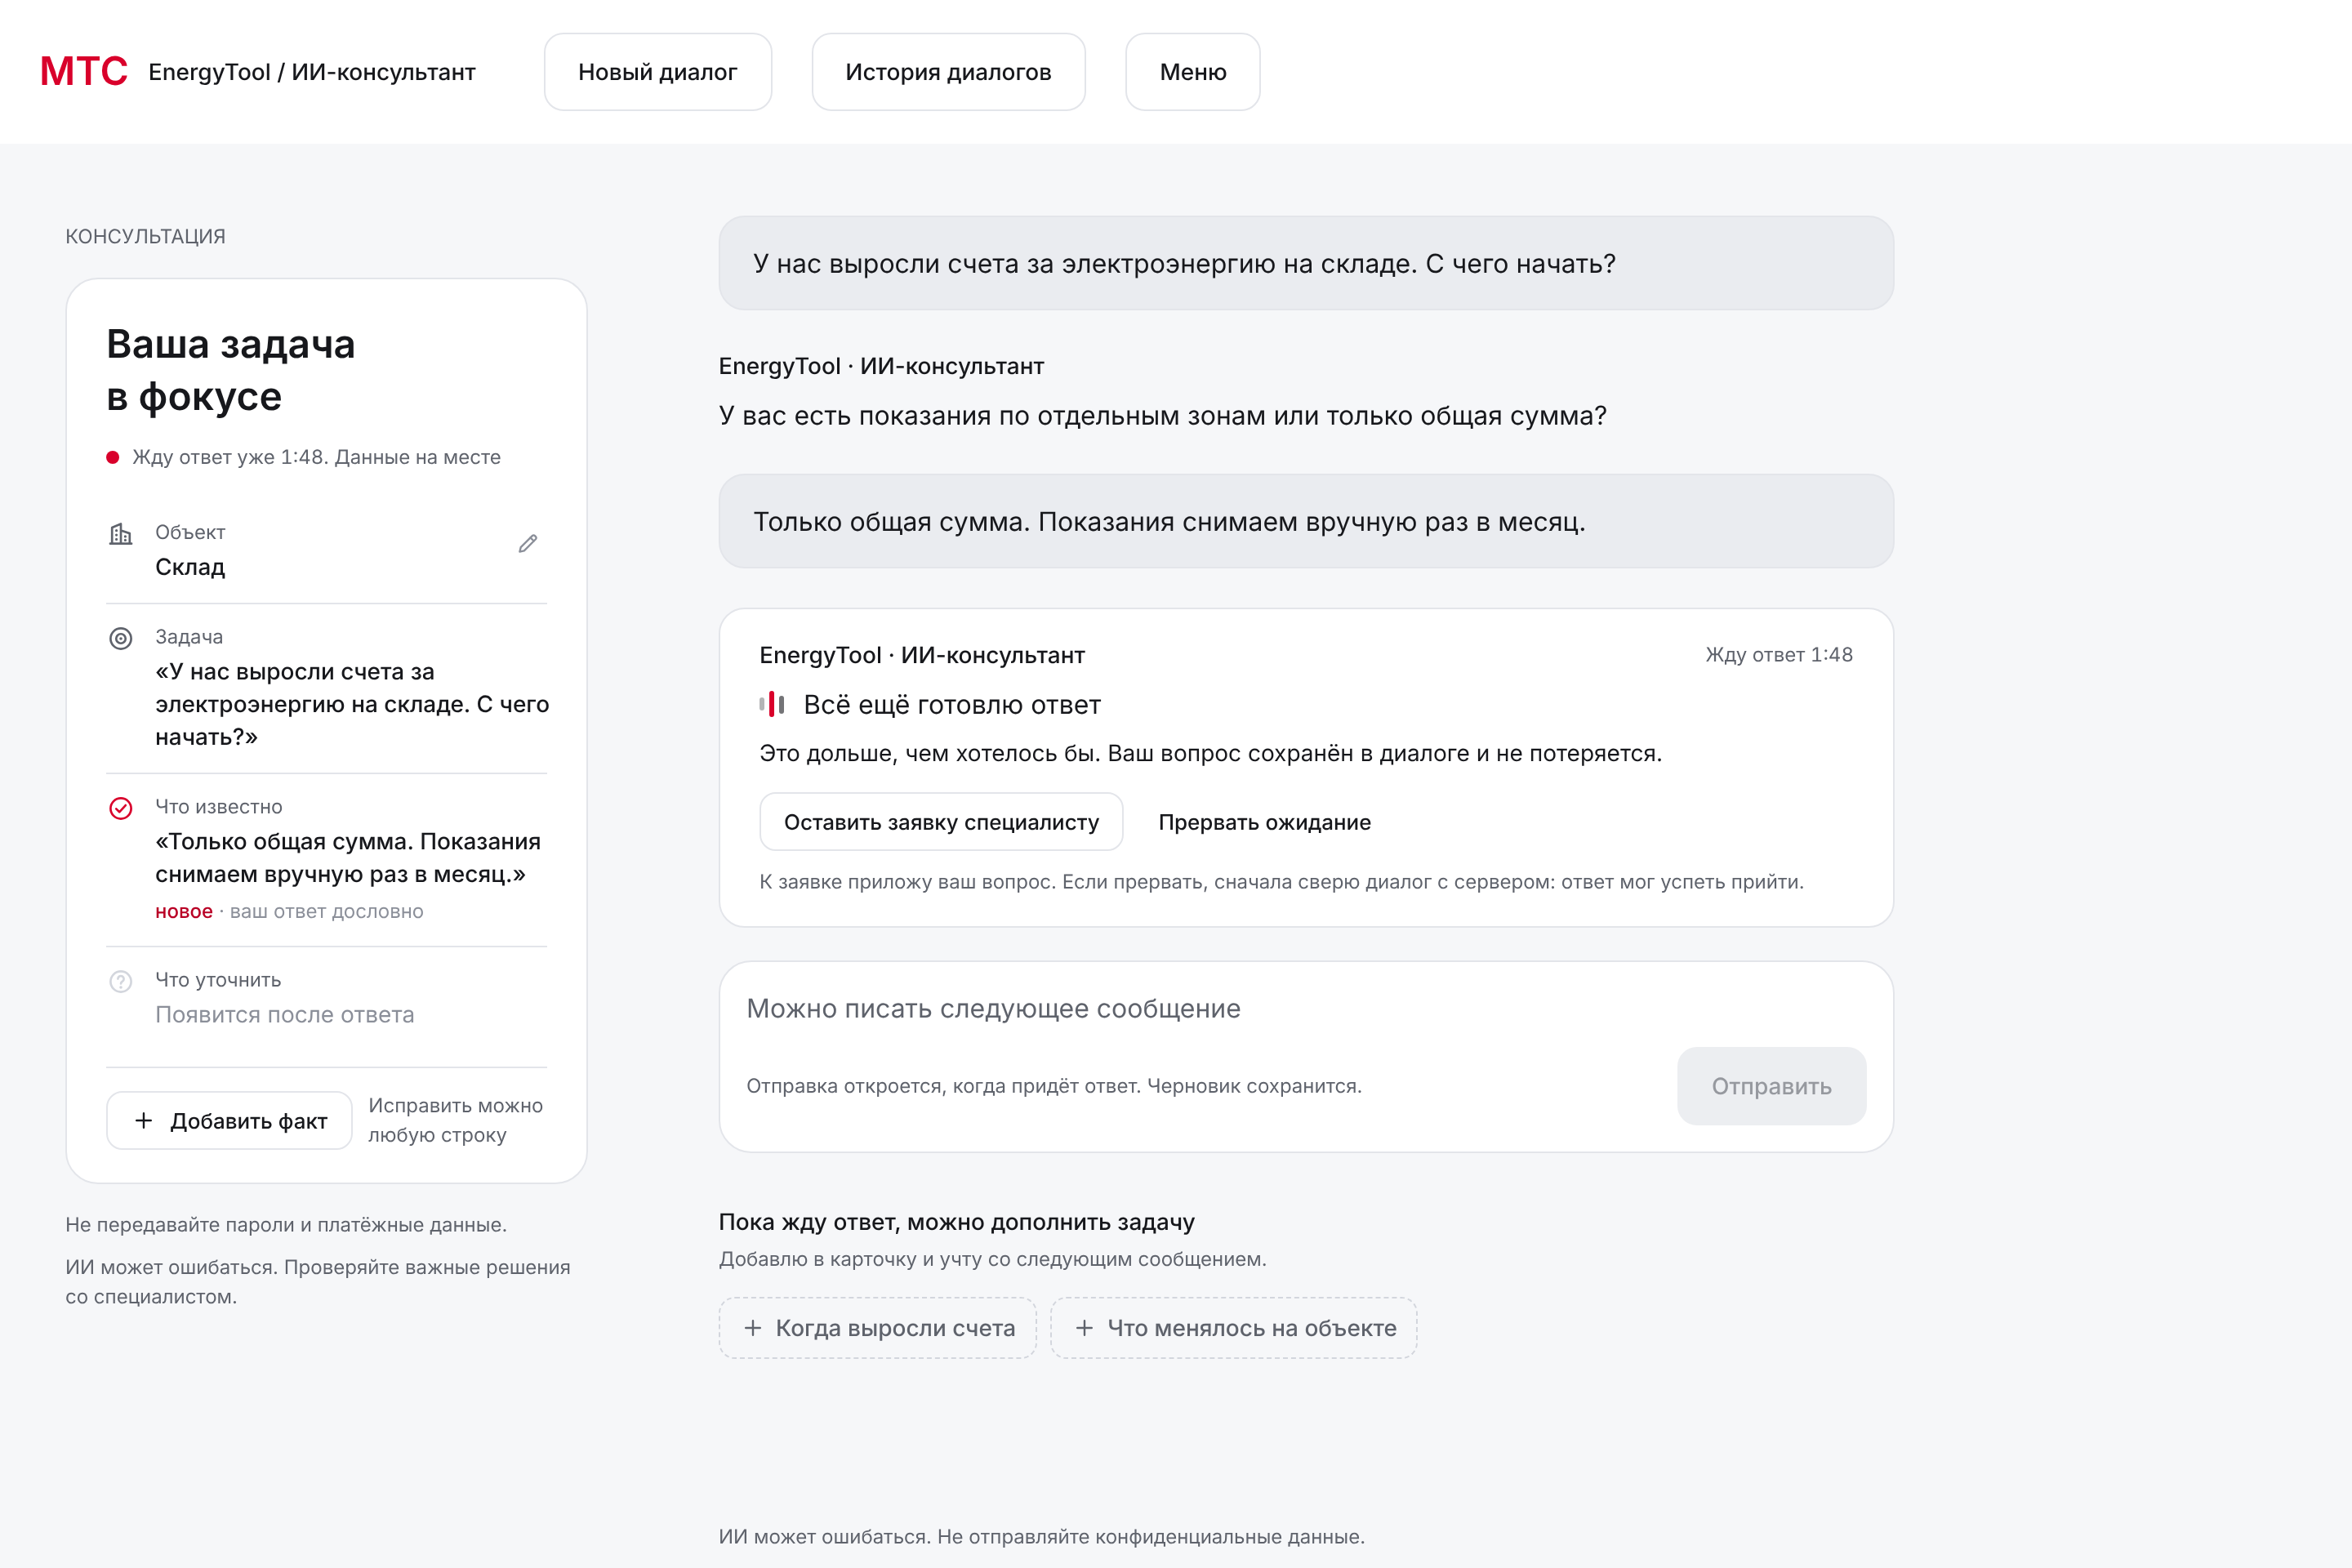 МТС
EnergyTool / ИИ-консультант
Новый диалог
История диалогов
Меню
КОНСУЛЬТАЦИЯ
Ваша задача
в фокусе
Жду ответ уже 1:48. Данные на месте
Объект
Склад
Задача
«У нас выросли счета за
электроэнергию на складе. С чего
начать?»
Что известно
«Только общая сумма. Показания
снимаем вручную раз в месяц.»
новое · ваш ответ дословно
Что уточнить
Появится после ответа
+ Добавить факт
Исправить можно
любую строку
Не передавайте пароли и платёжные данные.
ИИ может ошибаться. Проверяйте важные решения
со специалистом.
У нас выросли счета за электроэнергию на складе. С чего начать?
EnergyTool · ИИ-консультант
У вас есть показания по отдельным зонам или только общая сумма?
Только общая сумма. Показания снимаем вручную раз в месяц.
EnergyTool · ИИ-консультант
Жду ответ 1:48
Всё ещё готовлю ответ
Это дольше, чем хотелось бы. Ваш вопрос сохранён в диалоге и не потеряется.
Оставить заявку специалисту
Прервать ожидание
К заявке приложу ваш вопрос. Если прервать, сначала сверю диалог с сервером: ответ мог успеть прийти.
Можно писать следующее сообщение
Отправка откроется, когда придёт ответ. Черновик сохранится.
Отправить
Пока жду ответ, можно дополнить задачу
Добавлю в карточку и учту со следующим сообщением.
+ Когда выросли счета
+ Что менялось на объекте
ИИ может ошибаться. Не отправляйте конфиденциальные данные.